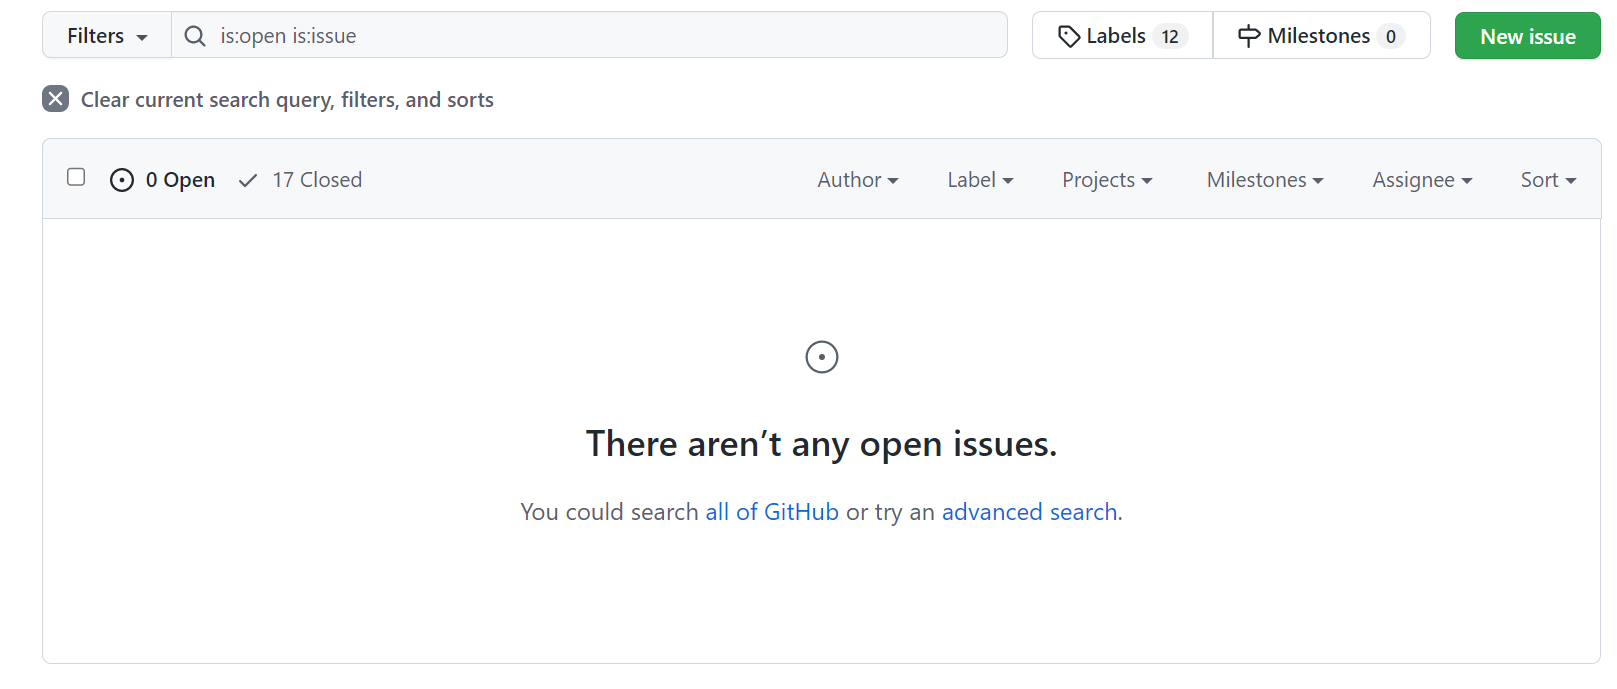 Filters is:open is:issue Labels 12 Milestones 0 New issue
Clear current search query, filters, and sorts
0 Open 17 Closed Author Label Projects Milestones Assignee Sort
There aren’t any open issues.
You could search all of GitHub or try an advanced search.